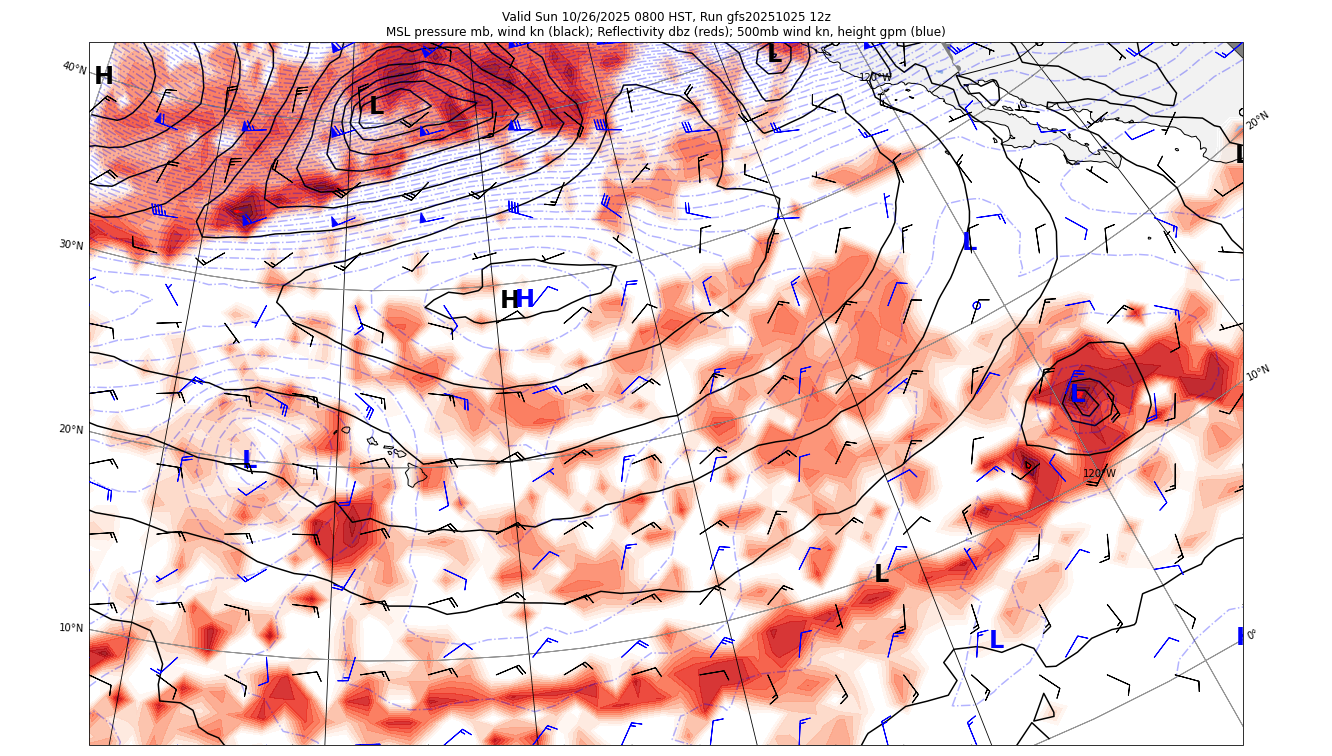 Valid Sun 10/26/2025 0800 HST, Run gfs20251025 12z
MSL pressure mb, wind kn (black); Reflectivity dbz (reds); 500mb wind kn, height gpm (blue)
L
40°N
H
120°W
L
20°N
L
30°N
L
H
H
10°N
L
20°N
L
120°W
L
10°N
L
0°